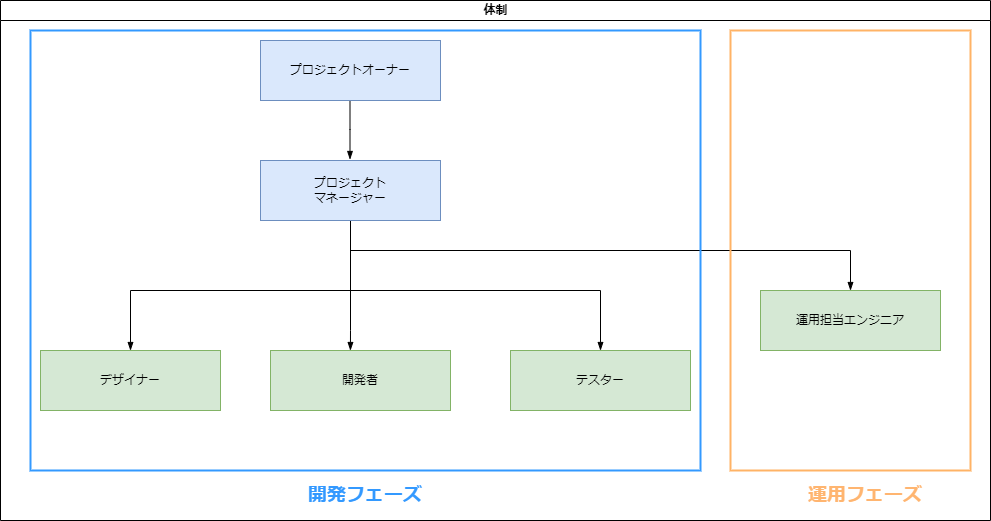 体制
プロジェクトオーナー
プロジェクト
マネージャー
運用担当エンジニア
デザイナー
開発者
テスター
開発フェーズ
運用フェーズ